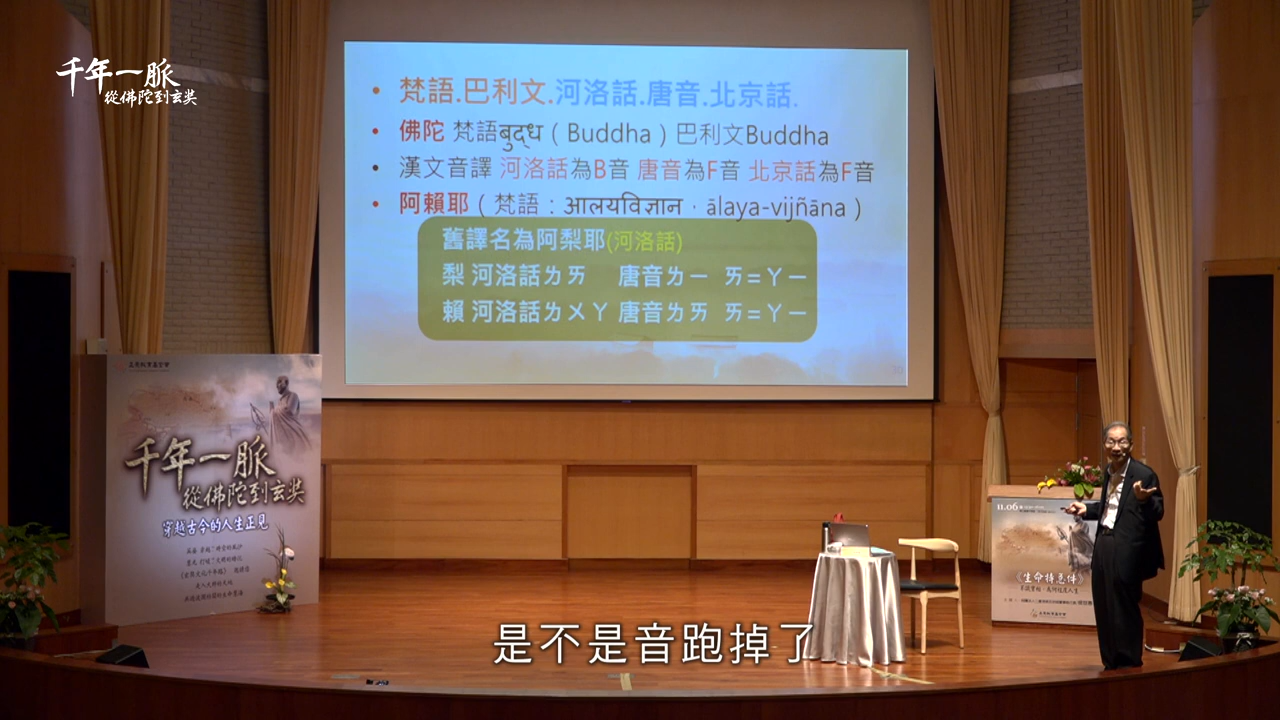 千年一脈
從佛陀到玄奘
• 梵語.巴利文.河洛話.唐音.北京話.
• 佛陀 梵語बुद्ध（Buddha）巴利文Buddha
• 漢文音譯 河洛話為B音 唐音為F音 北京話為F音
• 阿賴耶（梵語：आलयविज्ञान，ālaya-vijñāna）
舊譯名為阿梨耶(河洛話)
梨 河洛話ㄌㄞ 唐音ㄌㄧ ㄞ=ㄚㄧ
賴 河洛話ㄌㄨㄚ 唐音ㄌㄞ ㄞ=ㄚㄧ
千年一脈
從佛陀到玄奘
穿越古今的人生正見
11.06
《生命待意件》
是不是音跑掉了